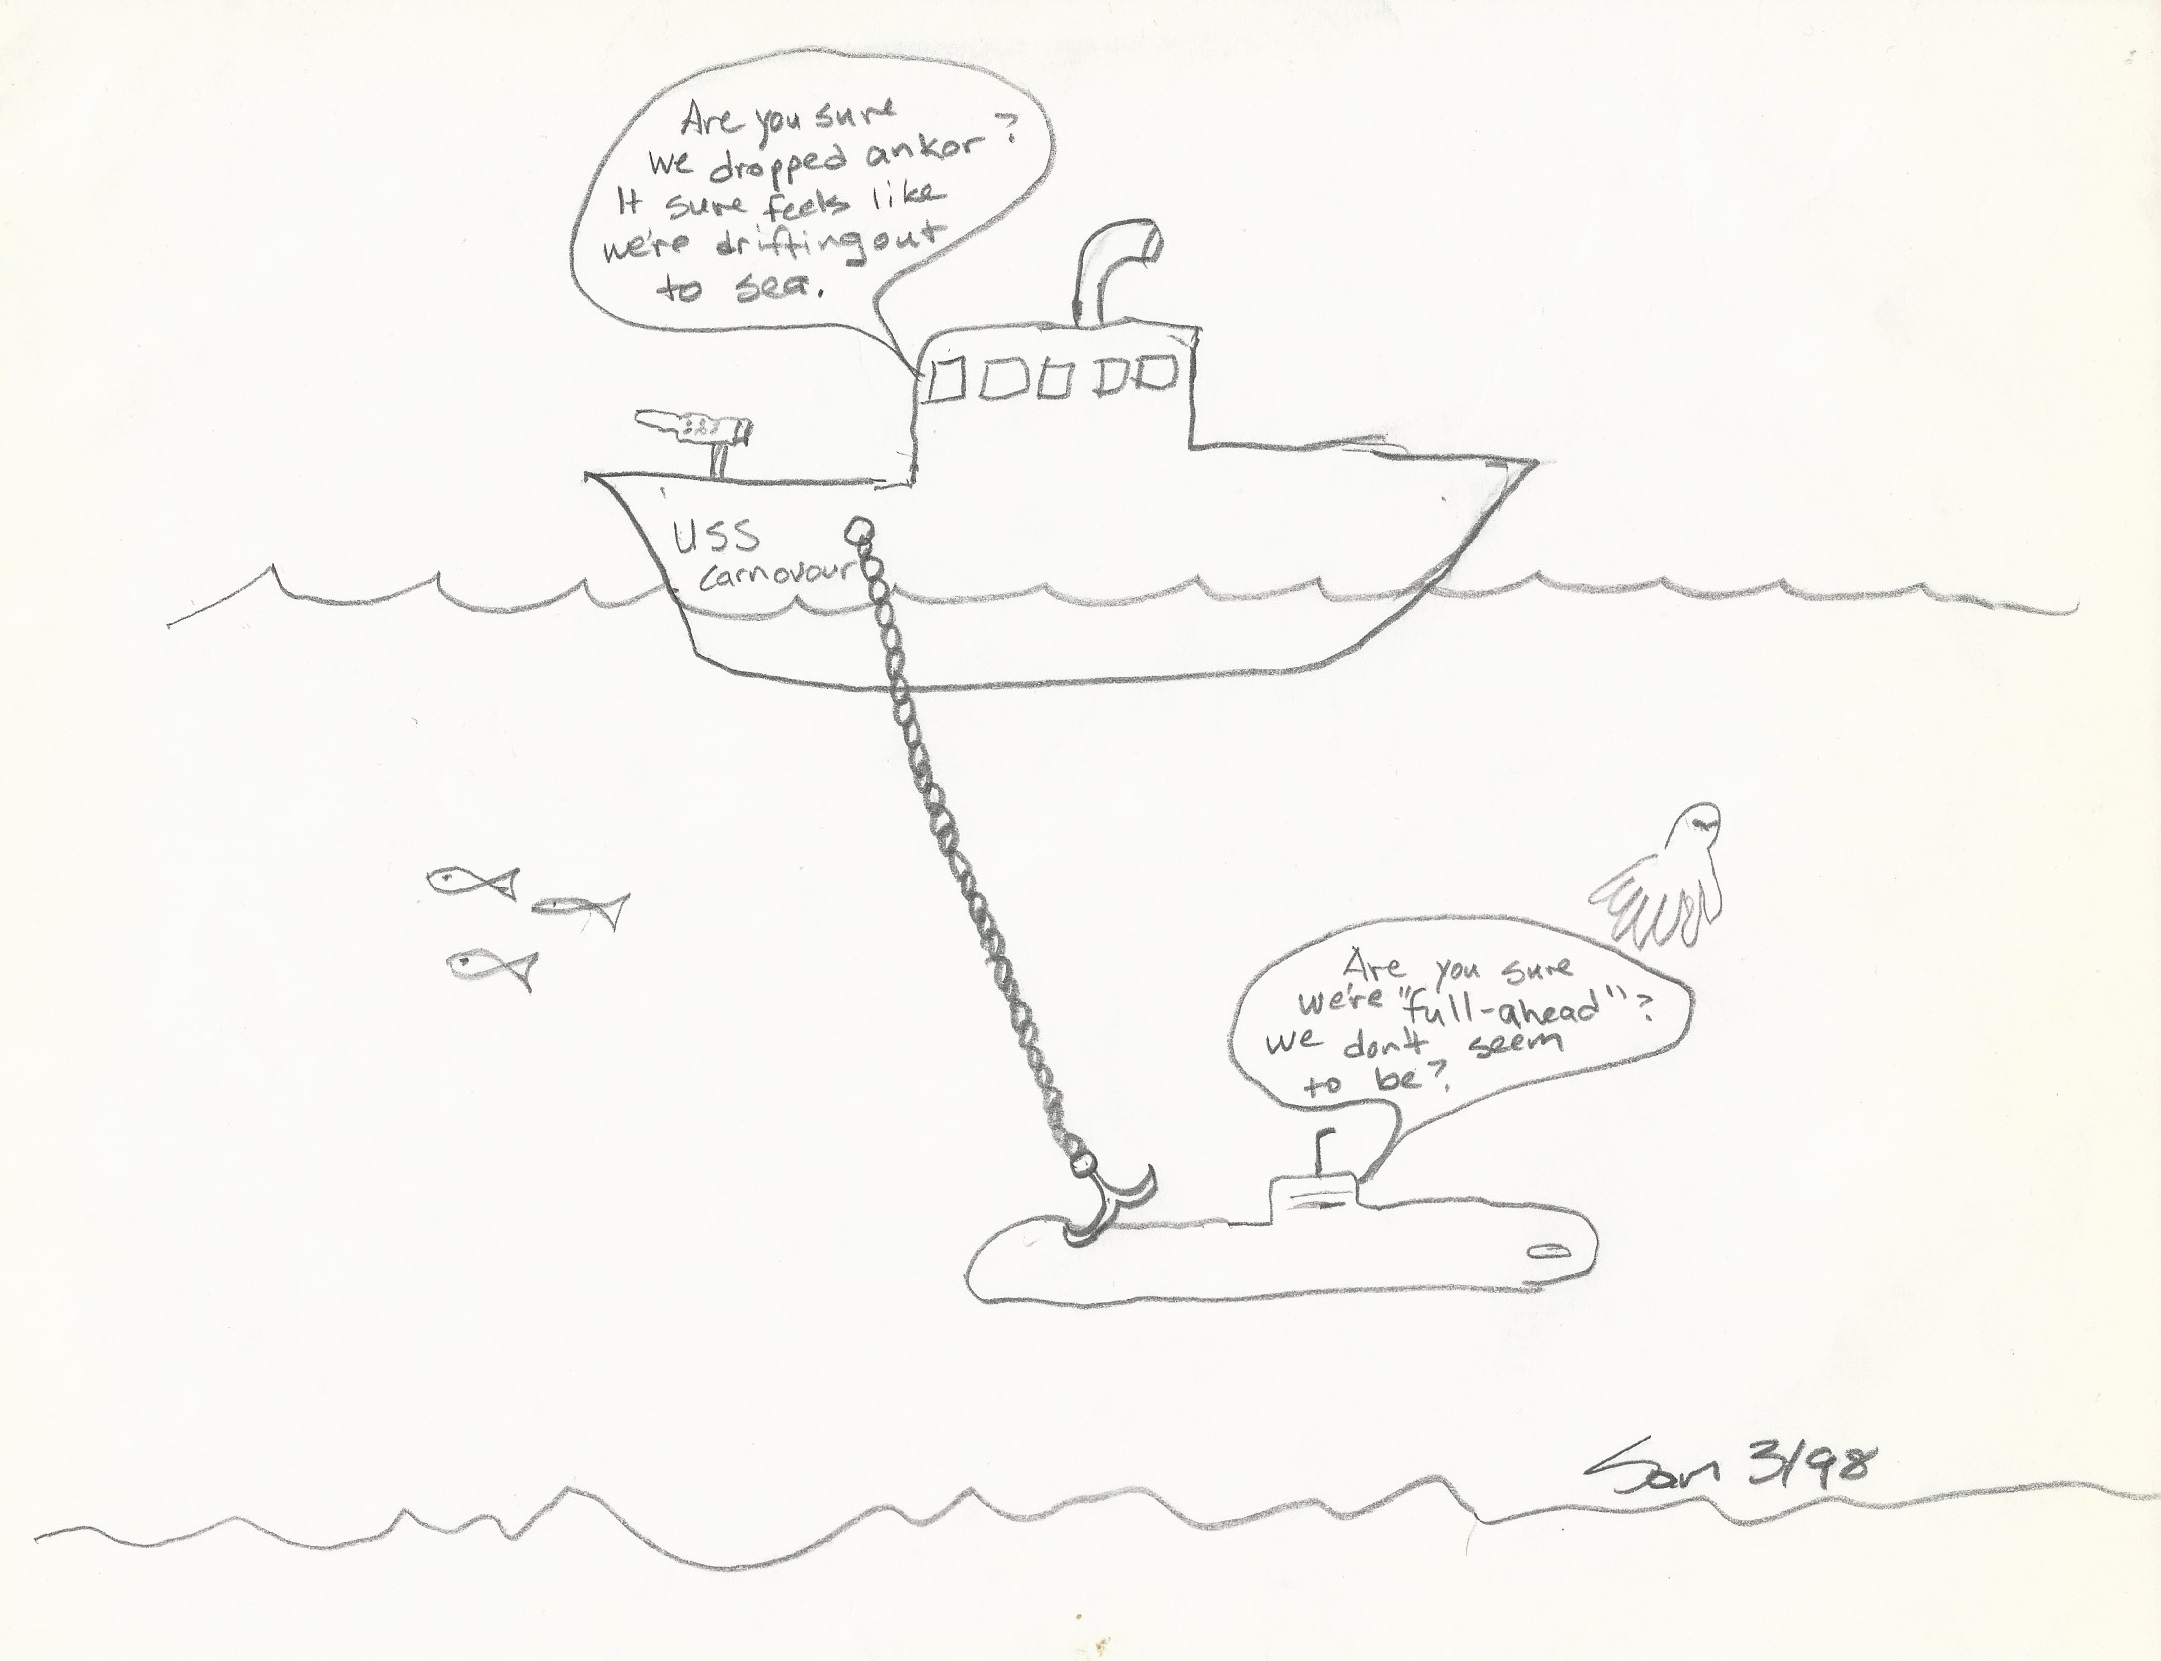 Are you sure
we dropped ankor?
It sure feels like
we're drifting out
to sea.
USS
Carnovour
Are you sure
we're "full-ahead"?
we don't seem
to be?
Sam 3/98